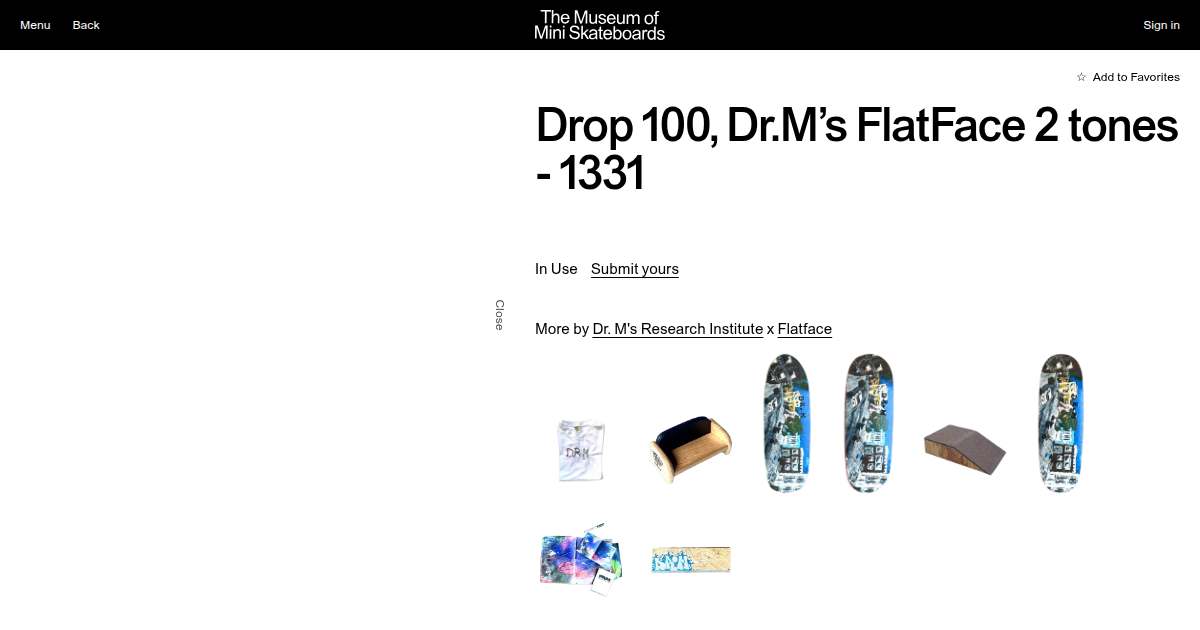 Menu
Back
The Museum of
Mini Skateboards
Sign in
☆ Add to Favorites
Drop 100, Dr.M’s FlatFace 2 tones
- 1331
In Use Submit yours
Close
More by Dr. M's Research Institute x Flatface
DR.M